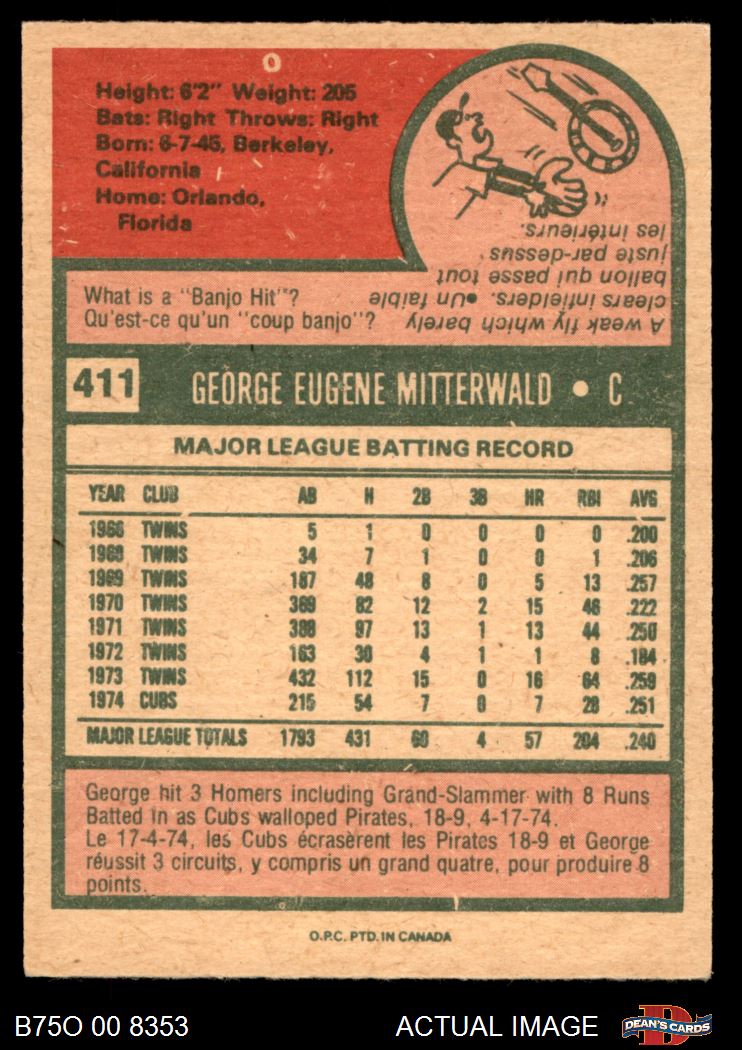 Height: 6'2" Weight: 205
Bats: Right Throws: Right
Born: 6-7-45, Berkeley,
California
Home: Orlando,
Florida
What is a "Banjo Hit"?
Qu'est-ce qu'un "coup banjo"?
A weak fly which barely
clears infielders. •Un faible
ballon qui passe tout
juste par-dessus
les intérieurs.
411 GEORGE EUGENE MITTERWALD • C
MAJOR LEAGUE BATTING RECORD
YEAR CLUB AB H 2B 3B HR RBI AVG
1966 TWINS 5 1 0 0 0 0 .200
1968 TWINS 34 7 1 0 0 1 .206
1969 TWINS 187 48 8 0 5 13 .257
1970 TWINS 369 82 12 2 15 46 .222
1971 TWINS 388 97 13 1 13 44 .250
1972 TWINS 163 30 4 1 1 8 .184
1973 TWINS 432 112 15 0 16 64 .259
1974 CUBS 215 54 7 0 7 28 .251
MAJOR LEAGUE TOTALS 1793 431 60 4 57 204 .240
George hit 3 Homers including Grand-Slammer with 8 Runs
Batted In as Cubs walloped Pirates, 18-9, 4-17-74.
Le 17-4-74, les Cubs écrasèrent les Pirates 18-9 et George
réussit 3 circuits, y compris un grand quatre, pour produire 8
points.
O.P.C. PTD. IN CANADA
B75O 00 8353 ACTUAL IMAGE DEAN'S CARDS